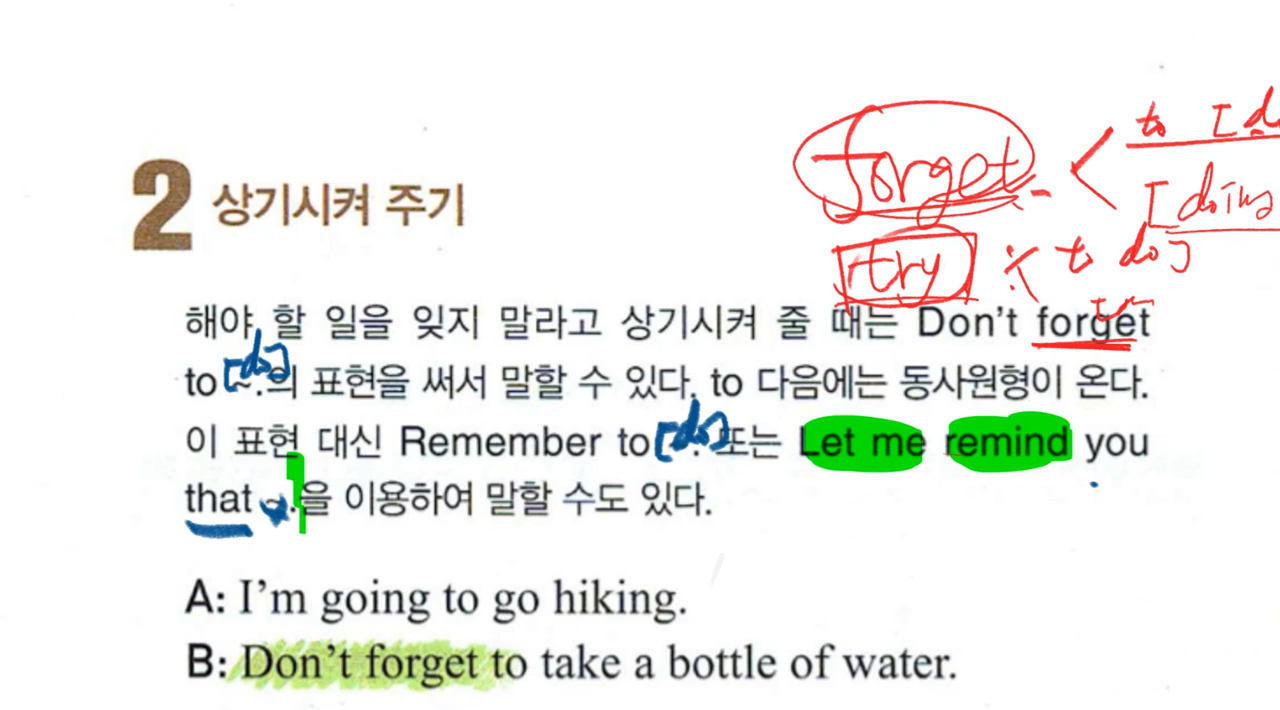 2 상기시켜 주기
forget < to [do
[doing
try < to do]
해야 할 일을 잊지 말라고 상기시켜 줄 때는 Don't forget
to [do] ~.의 표현을 써서 말할 수 있다. to 다음에는 동사원형이 온다.
이 표현 대신 Remember to [do] 또는 Let me remind you
that ~.을 이용하여 말할 수도 있다.
A: I'm going to go hiking.
B: Don't forget to take a bottle of water.